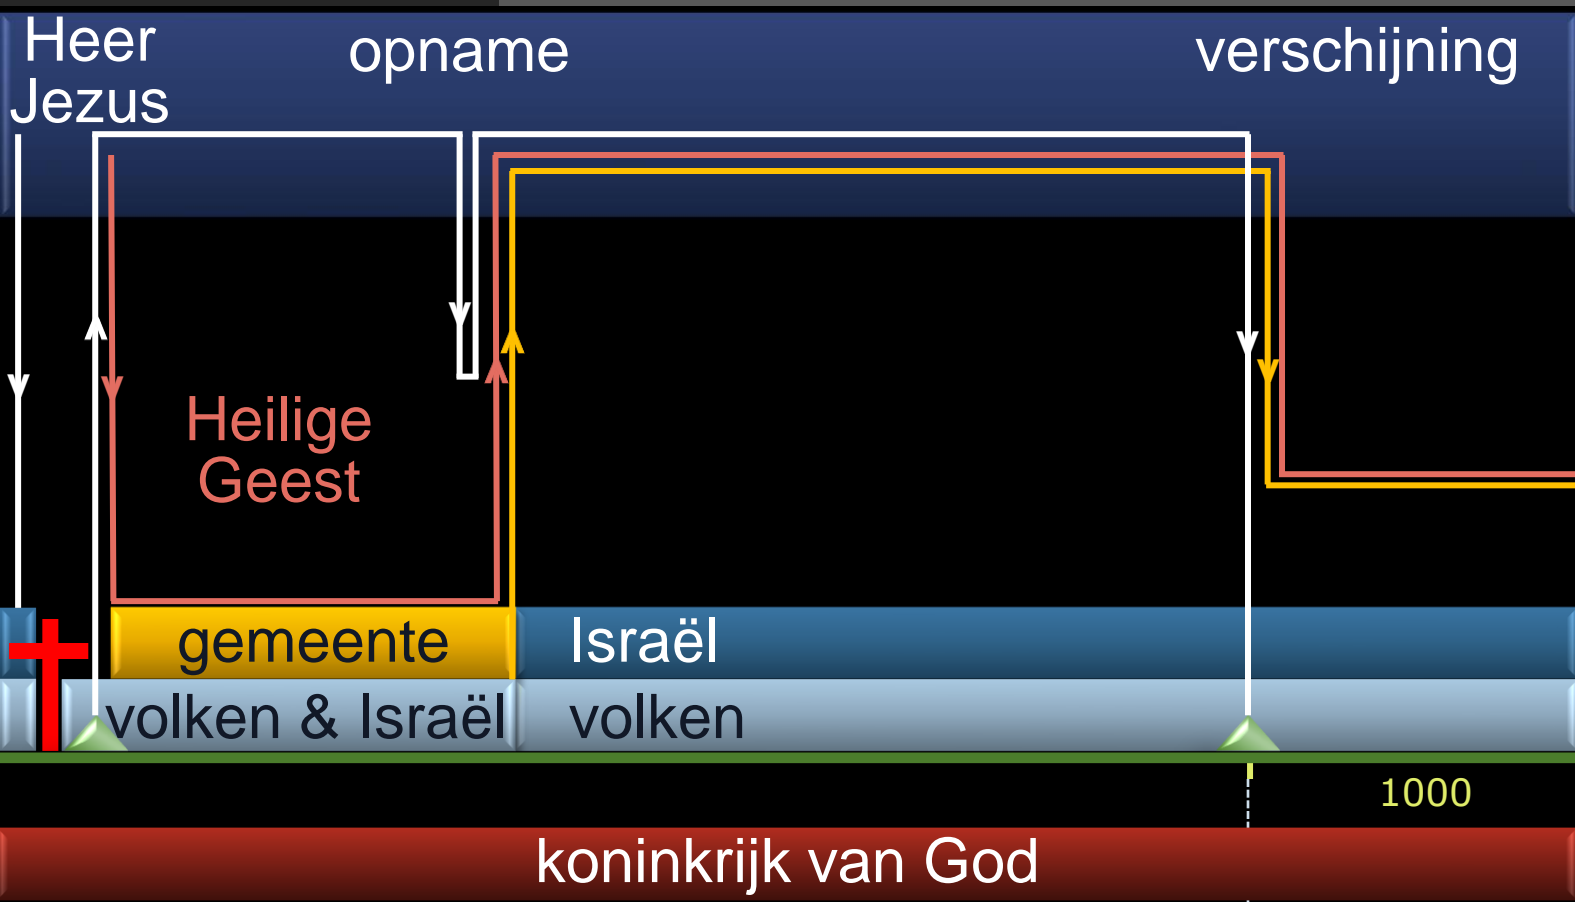 Heer
Jezus
opname
verschijning
Heilige
Geest
gemeente
Israël
volken & Israël
volken
1000
koninkrijk van God